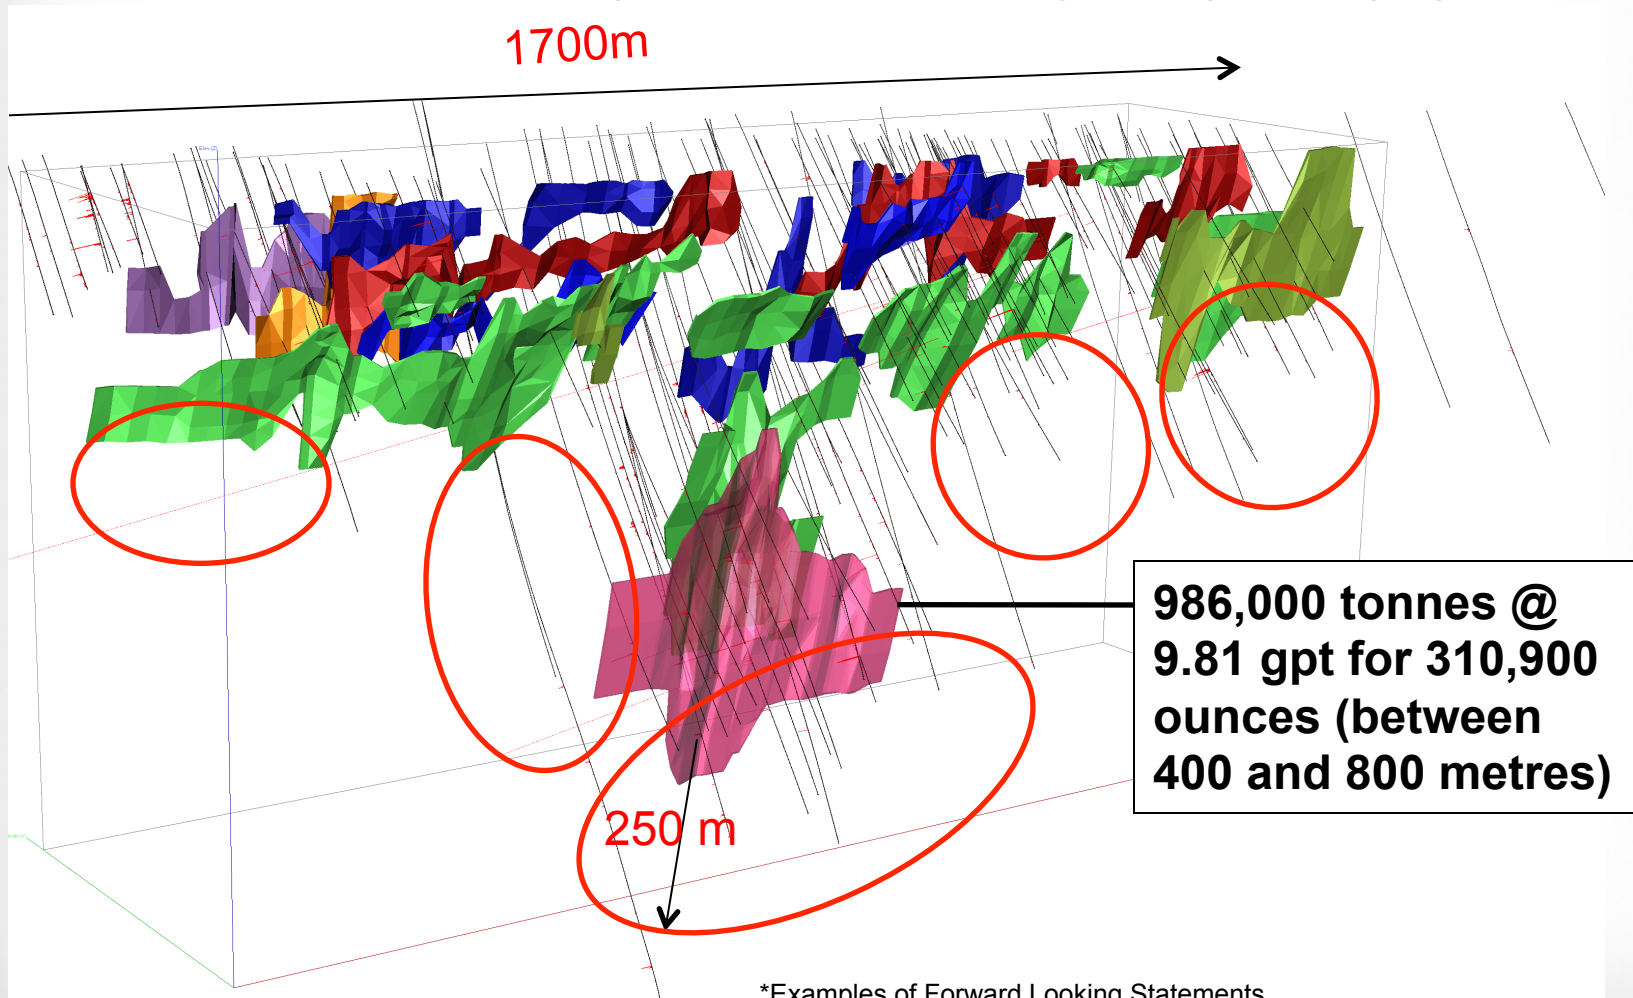 1700m
Elev (Z)
986,000 tonnes @
9.81 gpt for 310,900
ounces (between
400 and 800 metres)
250 m
*Examples of Forward Looking Statements